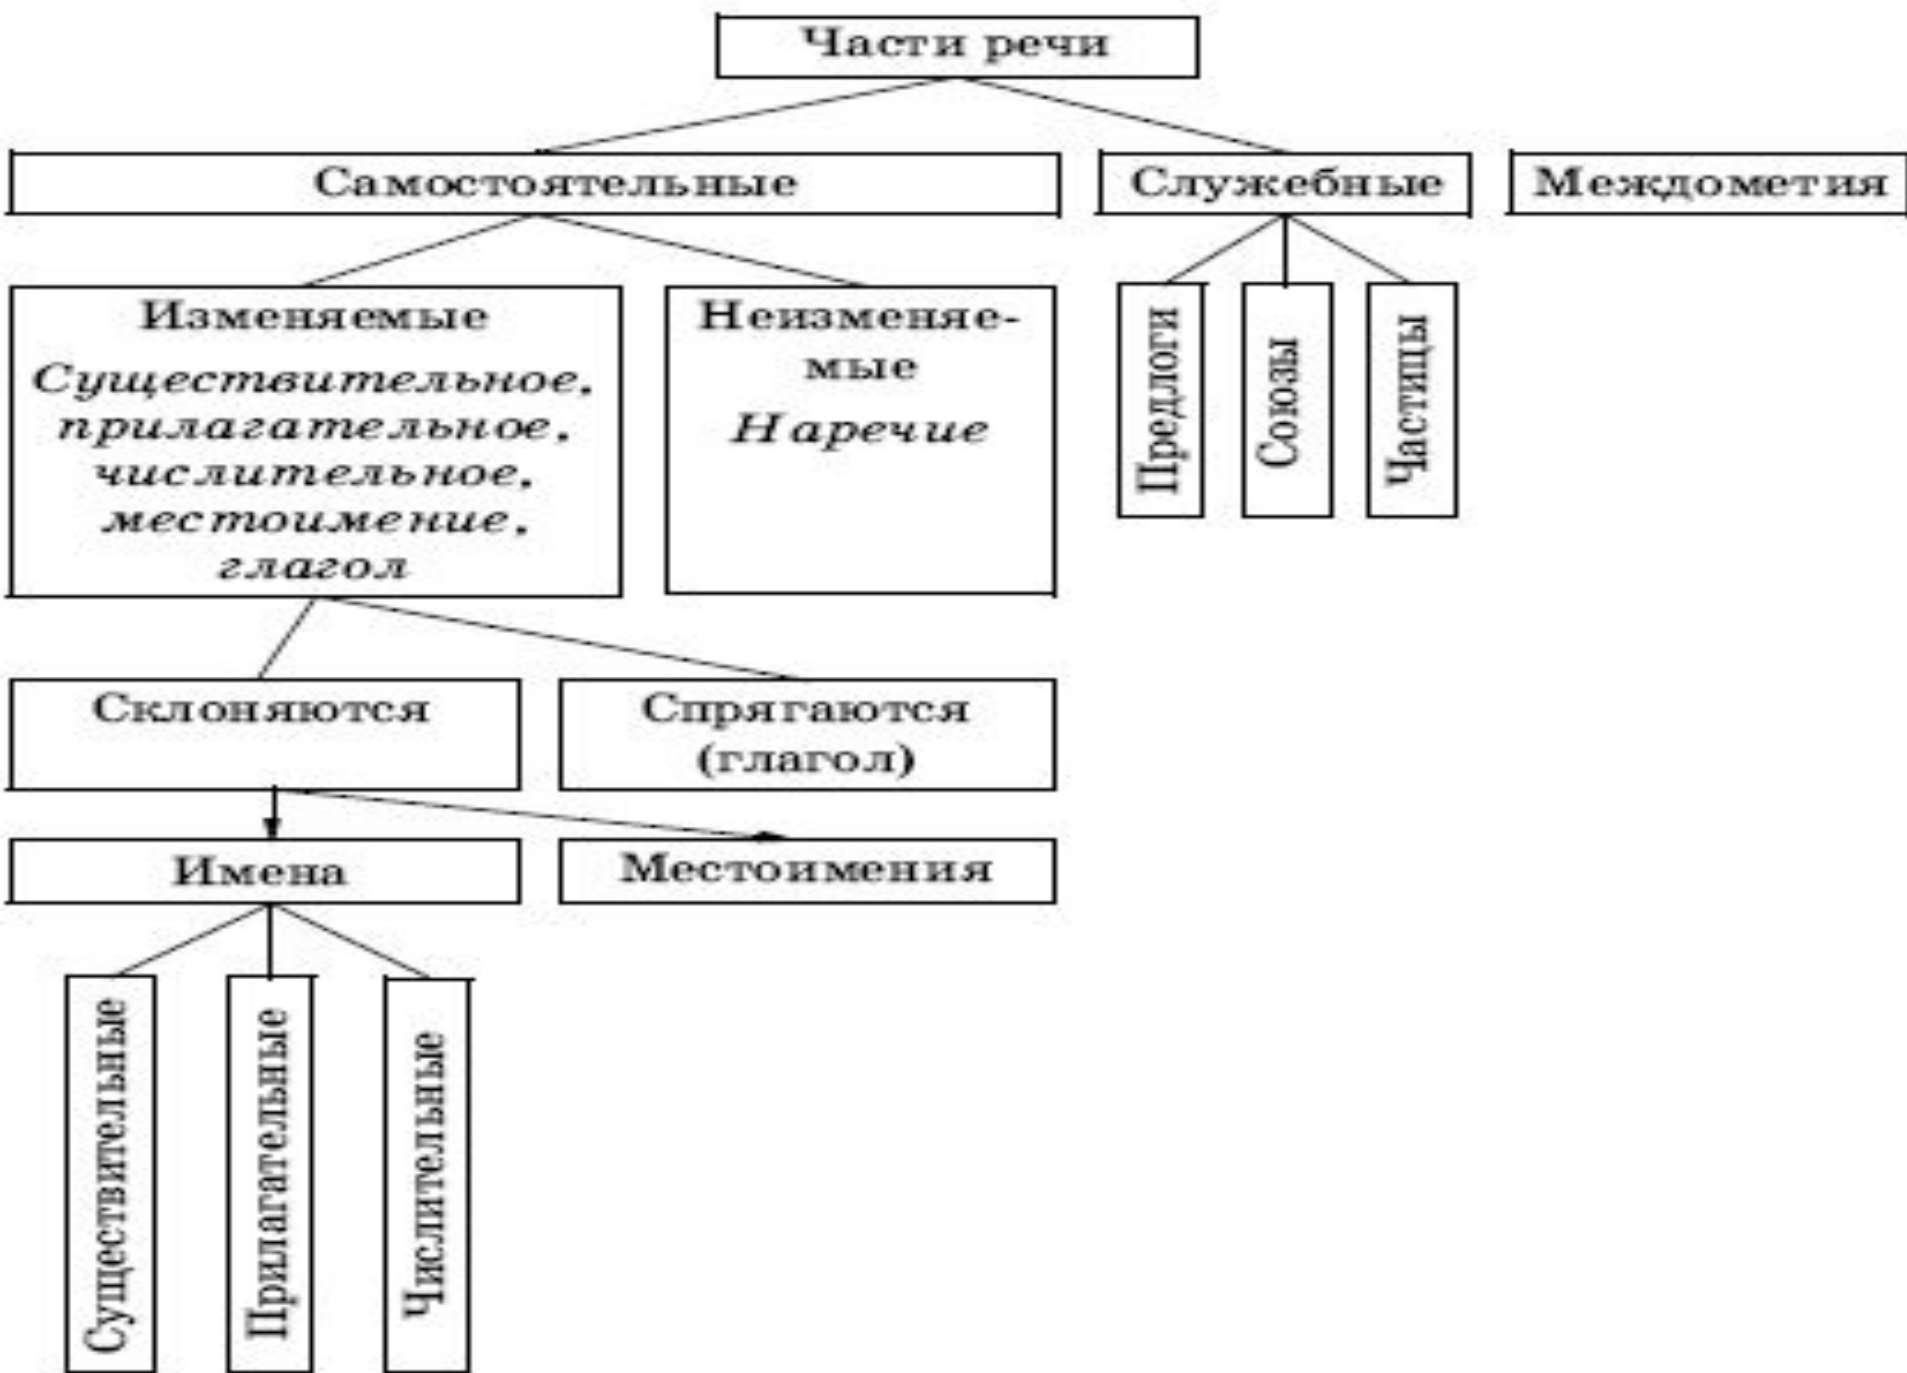 Части речи
Самостоятельные
Служебные
Междометия
Изменяемые
Существительное,
прилагательное,
числительное,
местоимение,
глагол
Неизменяе-
мые
Наречие
Предлоги
Союзы
Частицы
Склоняются
Спрягаются
(глагол)
Имена
Местоимения
Существительные
Прилагательные
Числительные